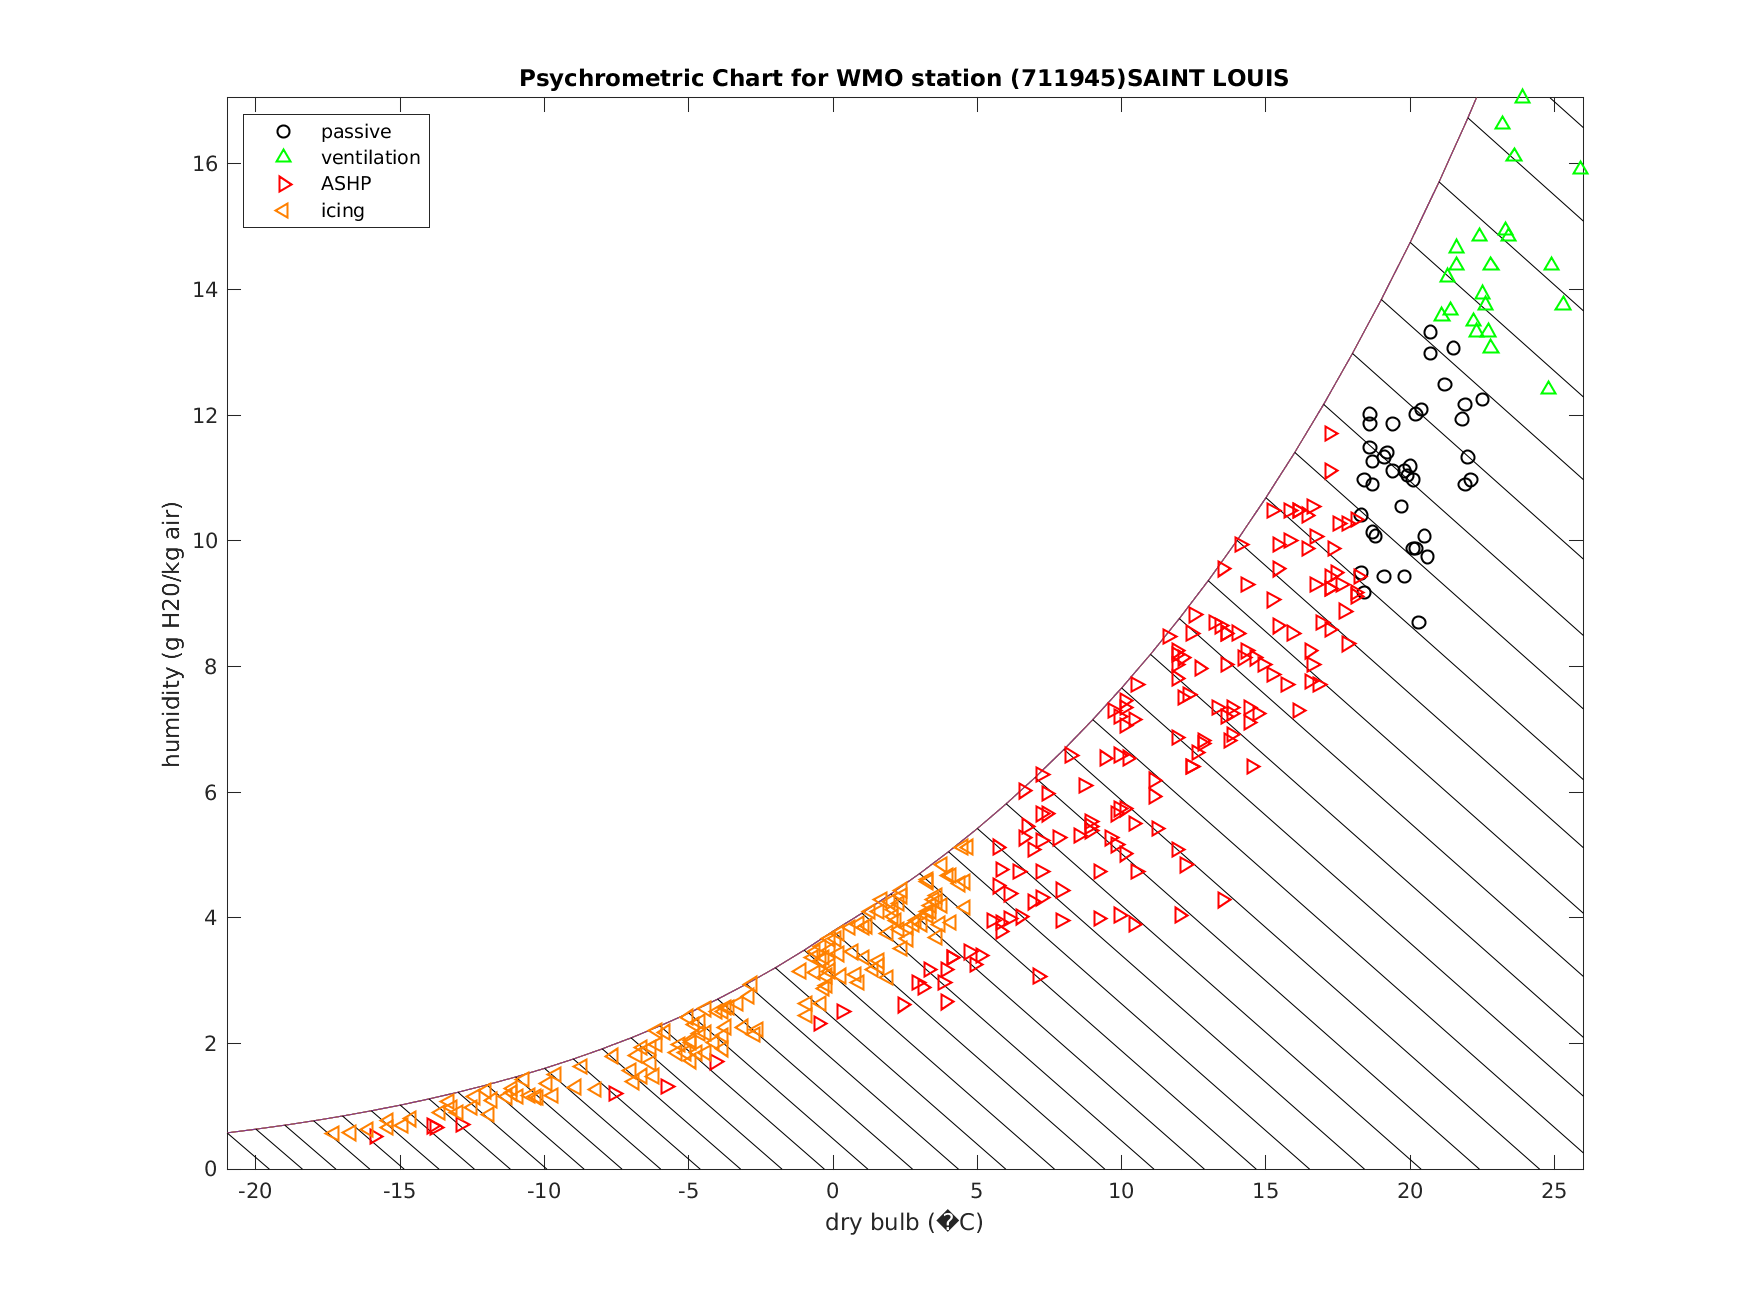 Psychrometric Chart for WMO station (711945)SAINT LOUIS
passive
ventilation
ASHP
icing
16
14
12
10
8
6
4
2
0
humidity (g H20/kg air)
-20 -15 -10 -5 0 5 10 15 20 25
dry bulb (�C)